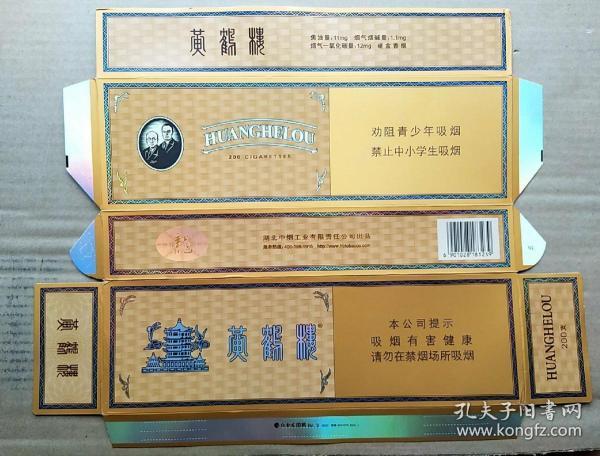 黄鹤楼
焦油量:11mg 烟气烟碱量:1.1mg
烟气一氧化碳量:12mg 硬盒香烟
HUANGHELOU
200 CIGARETTES
劝阻青少年吸烟
禁止中小学生吸烟
湖北中烟工业有限责任公司出品
6901028181259
黄鹤楼
黄鹤楼
本公司提示
吸烟有害健康
请勿在禁烟场所吸烟
HUANGHELOU
200支
孔夫子旧书网
www.kongfz.com